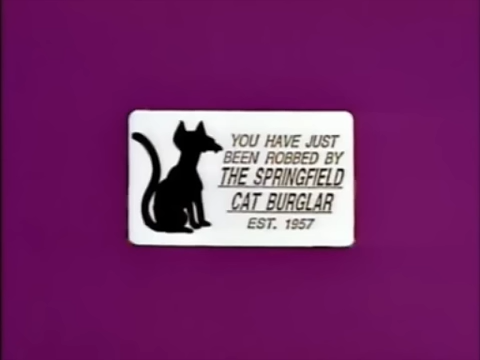 YOU HAVE JUST
BEEN ROBBED BY
THE SPRINGFIELD
CAT BURGLAR
EST. 1957